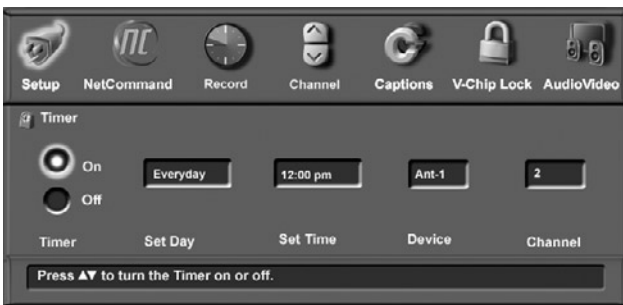 NC
Setup NetCommand Record Channel Captions V-Chip Lock AudioVideo
Timer
On
Everyday 12:00 pm Ant-1 2
Off
Timer Set Day Set Time Device Channel
Press ▲▼ to turn the Timer on or off.